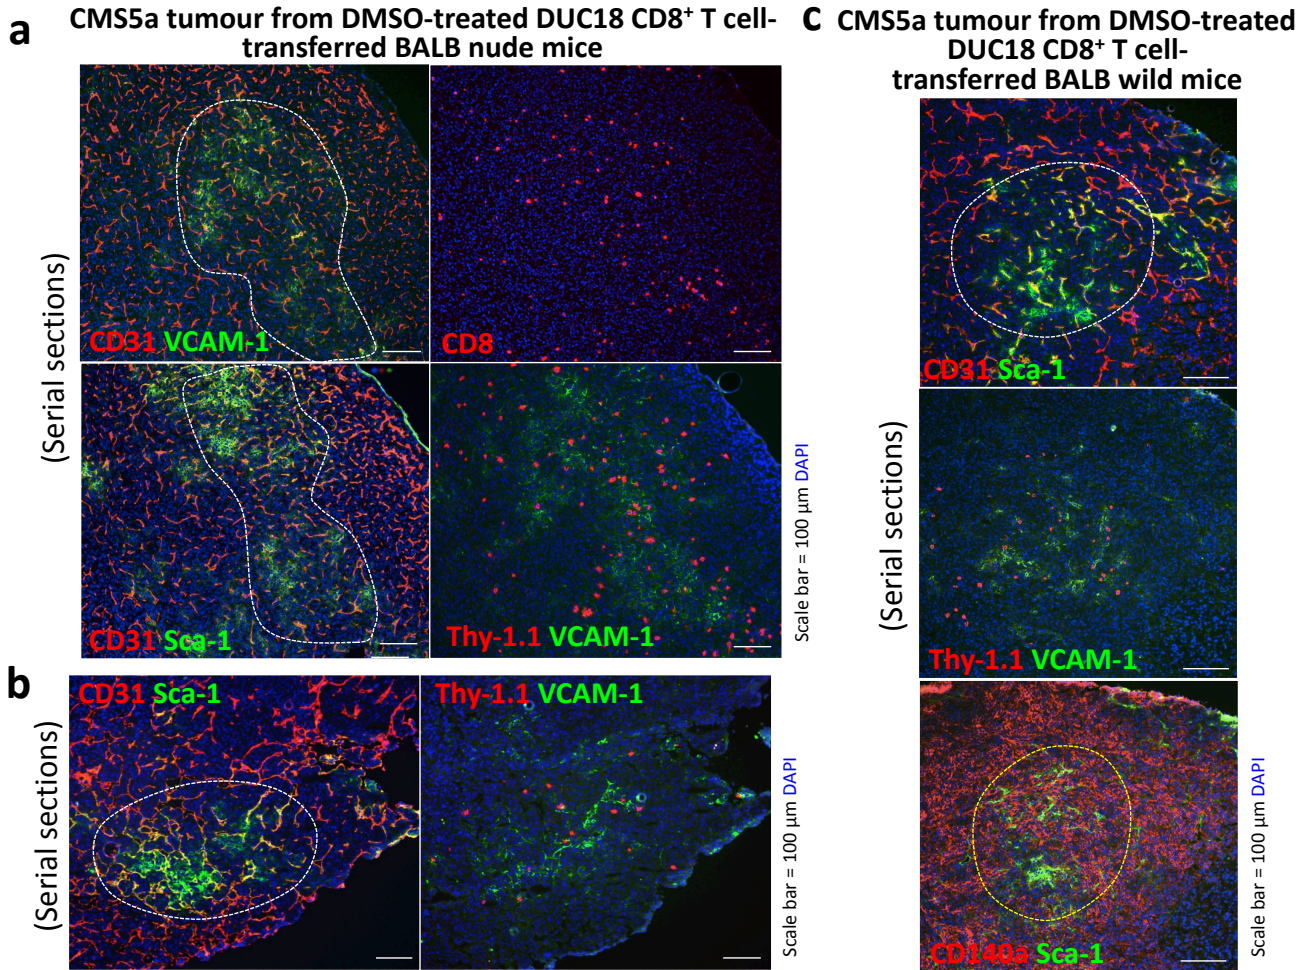 a
CMS5a tumour from DMSO-treated DUC18 CD8⁺ T cell-
transferred BALB nude mice
(Serial sections)
CD31 VCAM-1
CD8
CD31 Sca-1
Thy-1.1 VCAM-1
Scale bar = 100 µm DAPI
b
(Serial sections)
CD31 Sca-1
Thy-1.1 VCAM-1
Scale bar = 100 µm DAPI
c
CMS5a tumour from DMSO-treated
DUC18 CD8⁺ T cell-
transferred BALB wild mice
(Serial sections)
CD31 Sca-1
Thy-1.1 VCAM-1
CD140a Sca-1
Scale bar = 100 µm DAPI